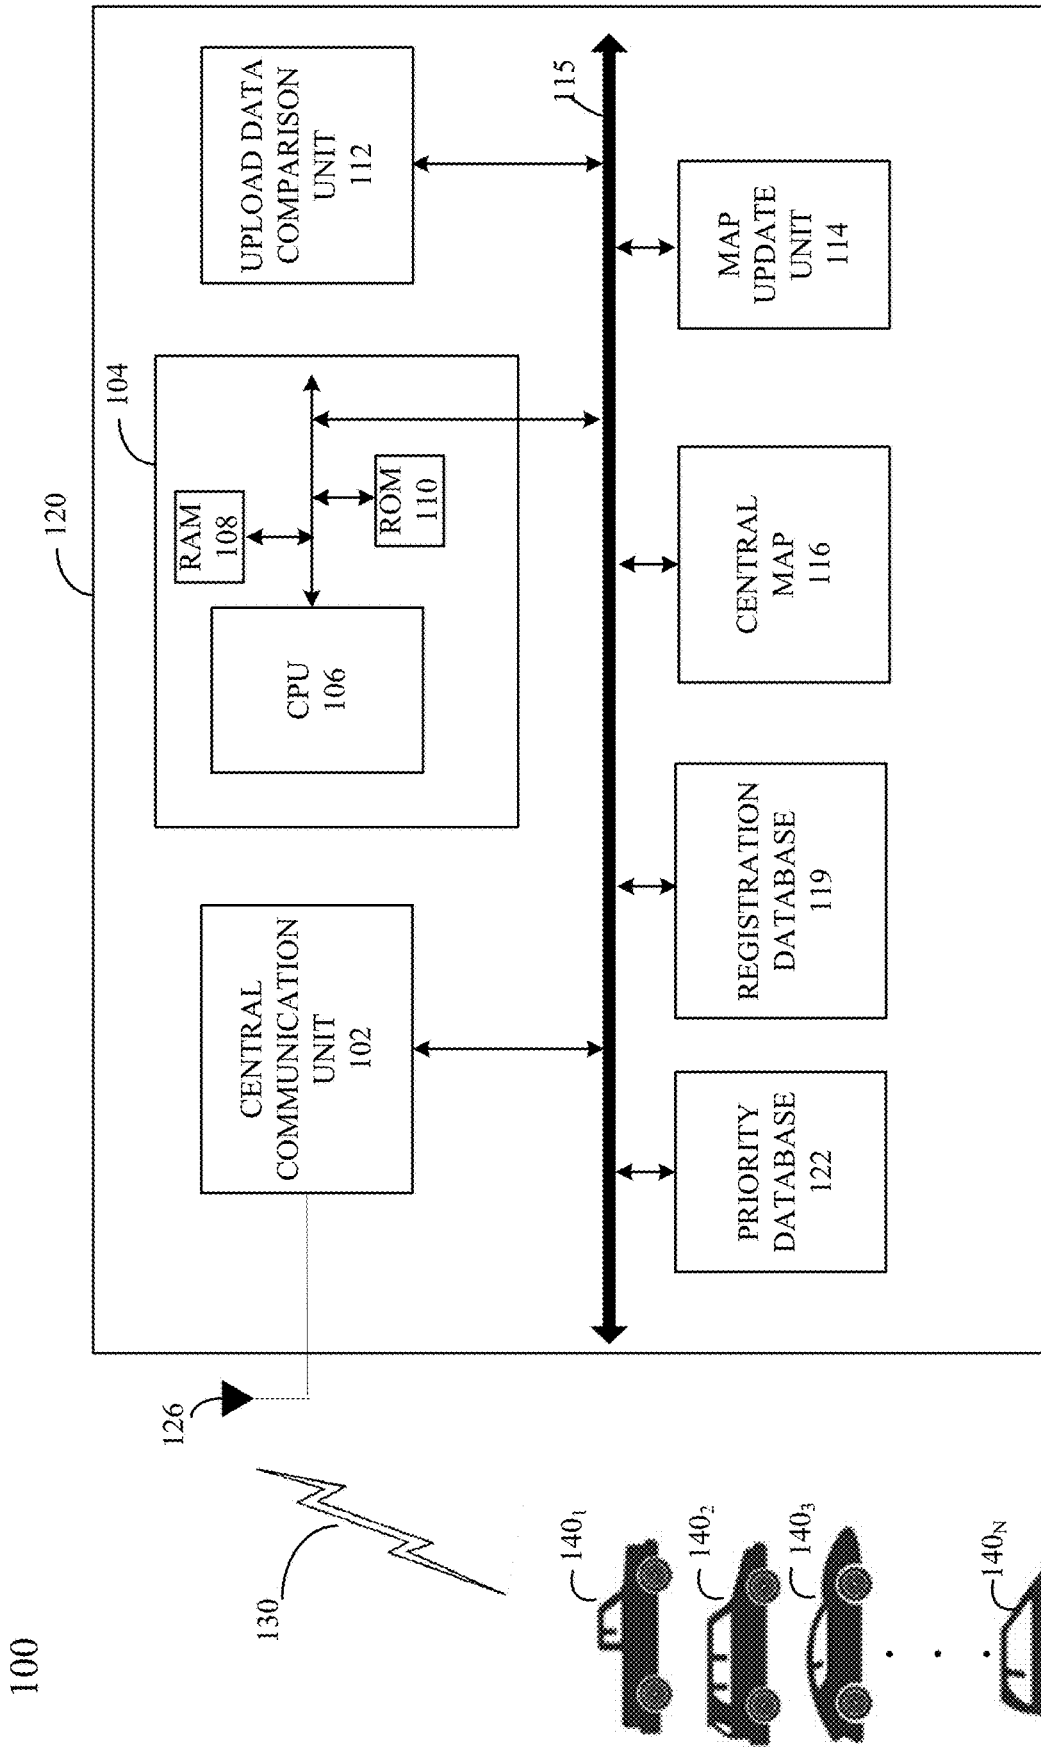 100
120
104
126
130
CENTRAL
COMMUNICATION
UNIT
102
CPU
106
RAM
108
ROM
110
UPLOAD DATA
COMPARISON
UNIT
112
115
PRIORITY
DATABASE
122
REGISTRATION
DATABASE
119
CENTRAL
MAP
116
MAP
UPDATE
UNIT
114
140₁
140₂
140₃
140ₙ